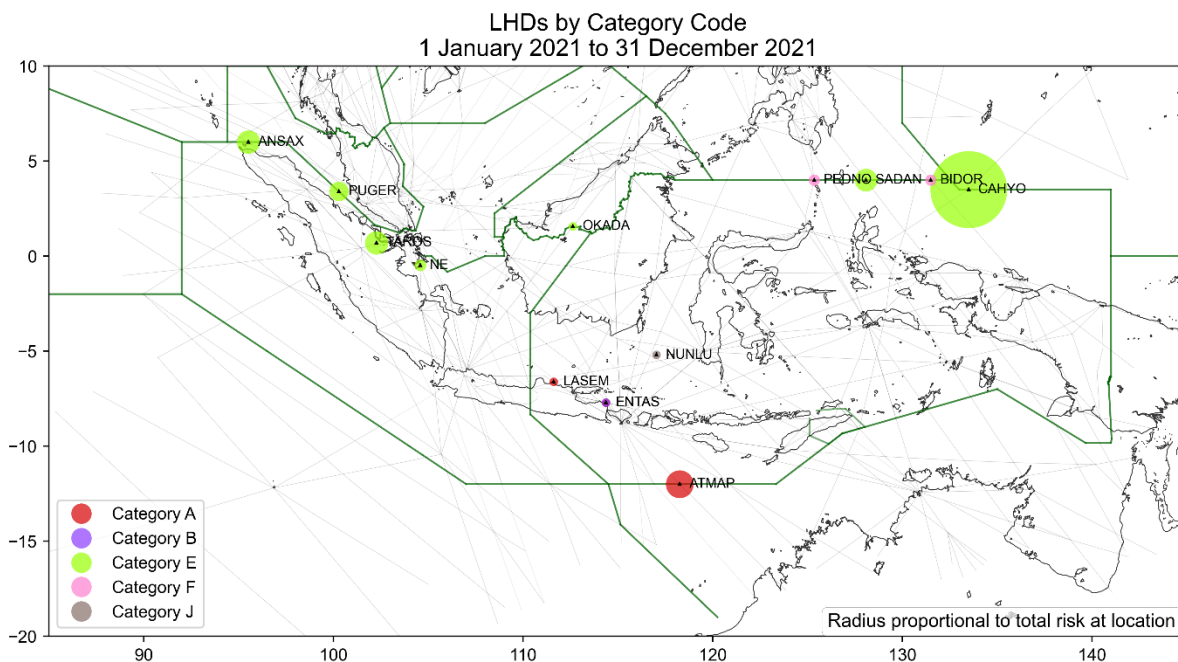 LHDs by Category Code
1 January 2021 to 31 December 2021
10
5
0
−5
−10
−15
−20
90
100
110
120
130
140
ANSAX
PUGER
NE
OKADA
PEDNO
SADAN
BIDOR
CAHYO
NUNLU
LASEM
ENTAS
ATMAP
Category A
Category B
Category E
Category F
Category J
Radius proportional to total risk at location